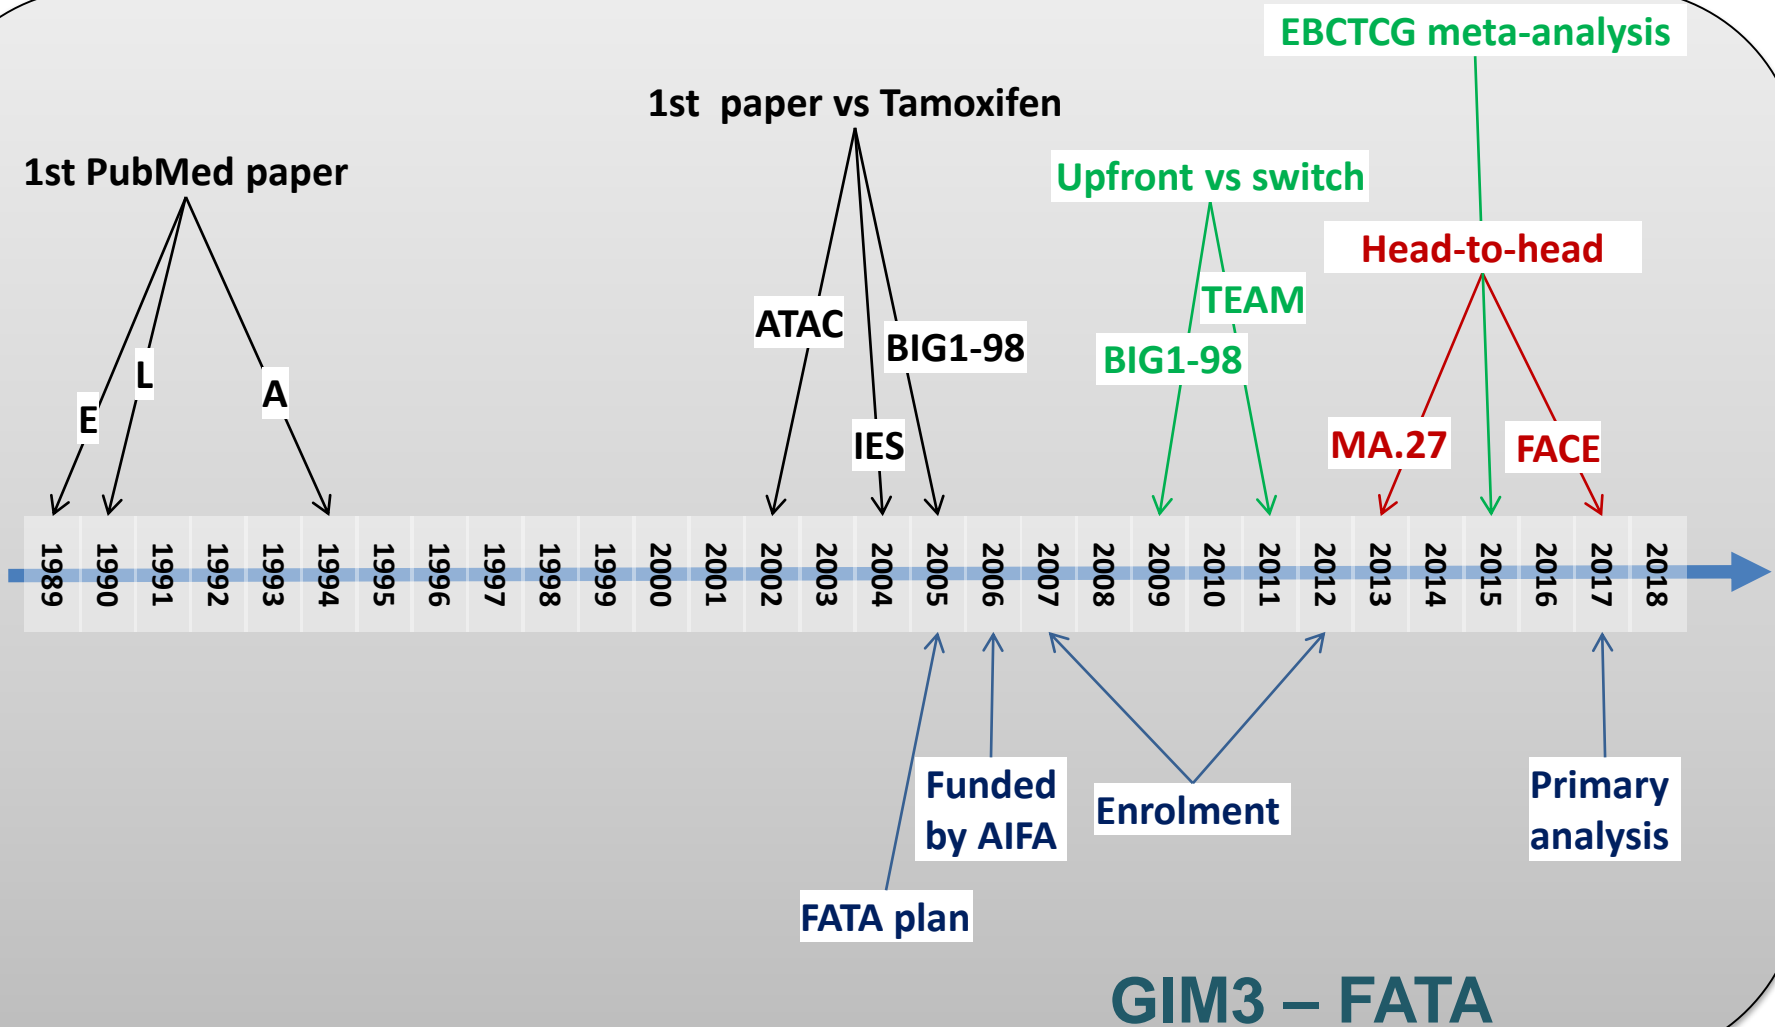 EBCTCG meta-analysis
1st paper vs Tamoxifen
1st PubMed paper
Upfront vs switch
Head-to-head
TEAM
ATAC
BIG1-98
BIG1-98
L
A
E
IES
MA.27
FACE
1989 1990 1991 1992 1993 1994 1995 1996 1997 1998 1999 2000 2001 2002 2003 2004 2005 2006 2007 2008 2009 2010 2011 2012 2013 2014 2015 2016 2017 2018
Funded
by AIFA
Enrolment
Primary
analysis
FATA plan
GIM3 – FATA